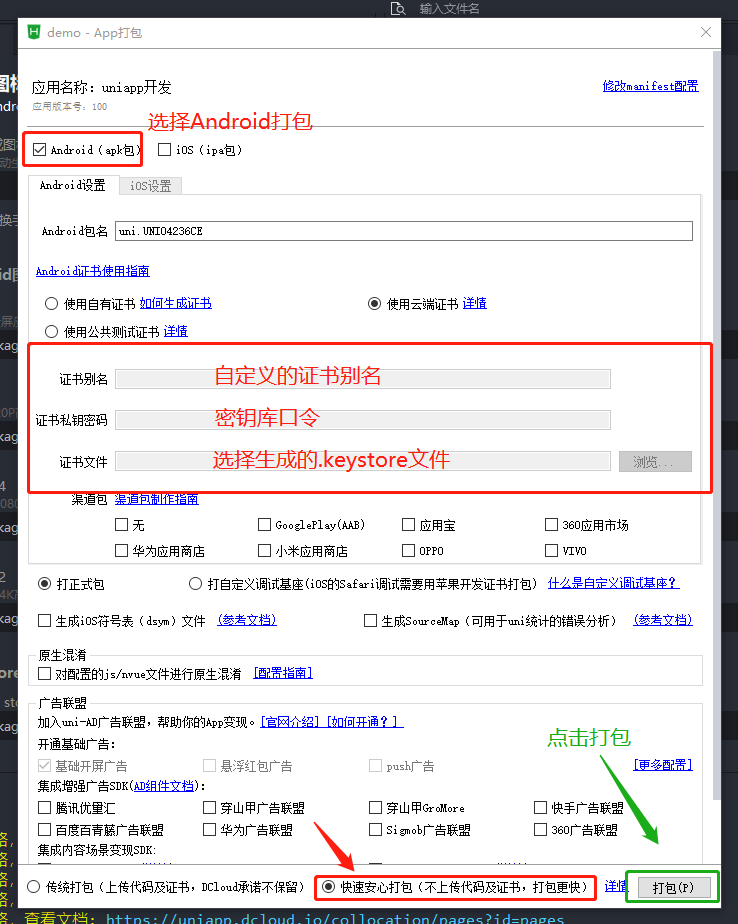 输入文件名
demo - App打包
应用名称：uniapp开发
修改manifest配置
应用版本号：100
选择Android打包
Android（apk包）
iOS（ipa包）
Android设置
iOS设置
Android包名
uni.UNI04236CE
Android证书使用指南
使用自有证书 如何生成证书
使用云端证书 详情
使用公共测试证书 详情
证书别名
自定义的证书别名
证书私钥密码
密钥库口令
证书文件
选择生成的.keystore文件
浏览...
渠道包 渠道包制作指南
无
GooglePlay(AAB)
应用宝
360应用市场
华为应用商店
小米应用商店
OPPO
VIVO
打正式包
打自定义调试基座(iOS的Safari调试需要用苹果开发证书打包)
什么是自定义调试基座？
生成iOS符号表（dsym）文件 (参考文档)
生成SourceMap（可用于uni统计的错误分析） (参考文档)
原生混淆
对配置的js/nvue文件进行原生混淆 [配置指南]
广告联盟
加入uni-AD广告联盟，帮助你的App变现。[官网介绍] [如何开通？]
开通基础广告：
点击打包
基础开屏广告
悬浮红包广告
push广告
[更多配置]
集成增强广告SDK(AD组件文档)：
腾讯优量汇
穿山甲广告联盟
穿山甲GroMore
快手广告联盟
百度百青藤广告联盟
华为广告联盟
Sigmob广告联盟
360广告联盟
集成内容场景变现SDK:
传统打包（上传代码及证书，DCloud承诺不保留）
快速安心打包（不上传代码及证书，打包更快）
详情
打包(P)
查看文档: https://uniapp.dcloud.io/collocation/pages?id=pages